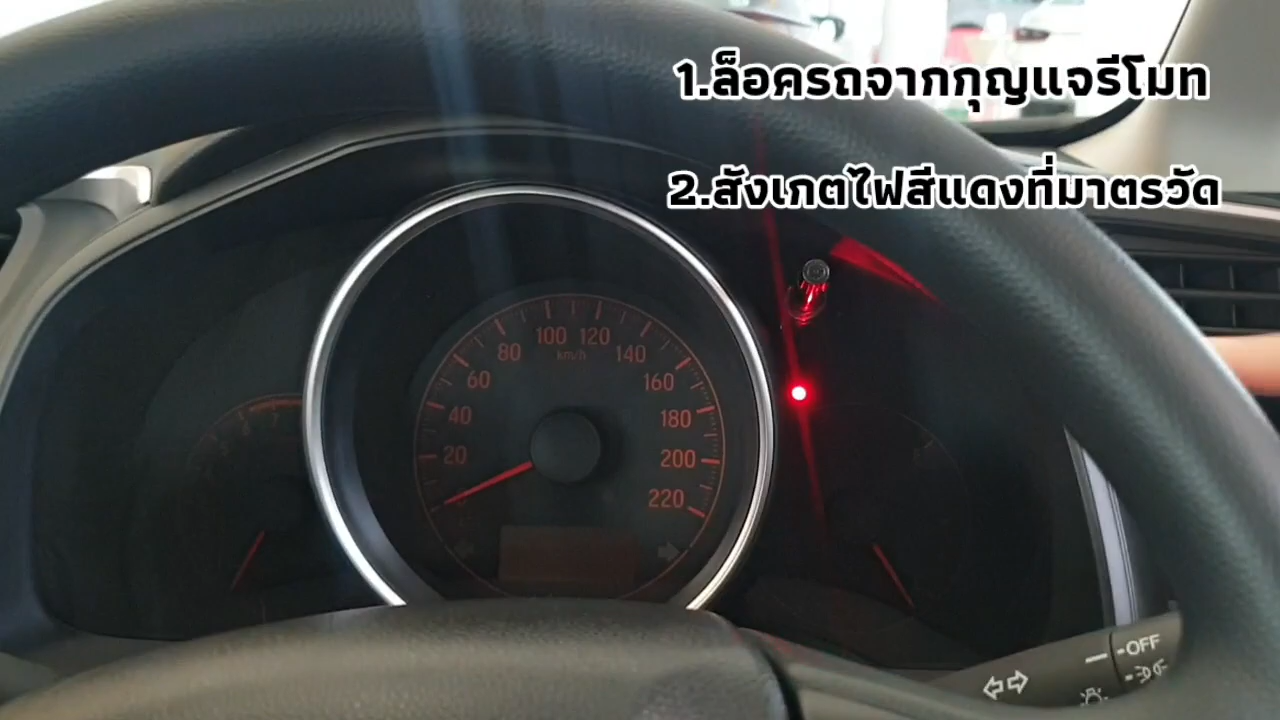 1.ล็อครถจากกุญแจรีโมท
2.สังเกตไฟสีแดงที่มาตรวัด
100 120
80 km/h 140
60 160
40 180
20 200
220
OFF